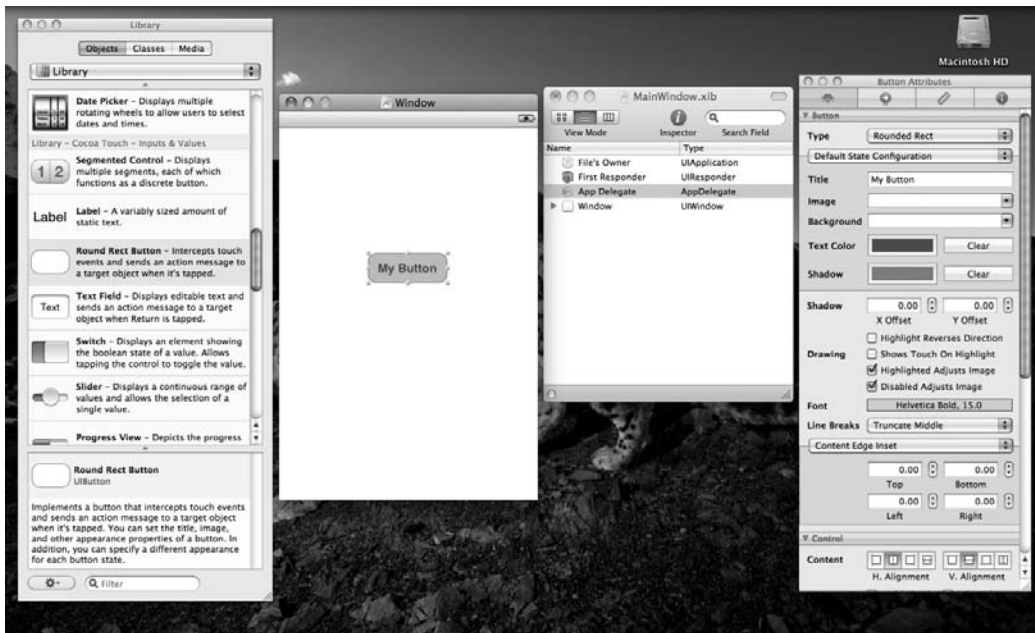 Library
Objects Classes Media
Library
Date Picker – Displays multiple
rotating wheels to allow users to select
dates and times.
Library – Cocoa Touch – Inputs & Values
1 2
Segmented Control – Displays
multiple segments, each of which
functions as a discrete button.
Label
Label – A variably sized amount of
static text.
Round Rect Button – Intercepts touch
events and sends an action message to
a target object when it's tapped.
Text
Text Field – Displays editable text and
sends an action message to a target
object when Return is tapped.
Switch – Displays an element showing
the boolean state of a value. Allows
tapping the control to toggle the value.
Slider – Displays a continuous range of
values and allows the selection of a
single value.
Progress View – Depicts the progress
Round Rect Button
UIButton
Implements a button that intercepts touch events
and sends an action message to a target object
when it's tapped. You can set the title, image,
and other appearance properties of a button. In
addition, you can specify a different appearance
for each button state.
Filter
Window
My Button
MainWindow.xib
View Mode Inspector Search Field
Name Type
File's Owner UIApplication
First Responder UIResponder
App Delegate AppDelegate
Window UIWindow
Macintosh HD
Button Attributes
Button
Type Rounded Rect
Default State Configuration
Title My Button
Image
Background
Text Color Clear
Shadow Clear
Shadow 0.00 0.00
X Offset Y Offset
Highlight Reverses Direction
Drawing Shows Touch On Highlight
Highlighted Adjusts Image
Disabled Adjusts Image
Font Helvetica Bold, 15.0
Line Breaks Truncate Middle
Content Edge Inset
0.00 0.00
Top Bottom
0.00 0.00
Left Right
Control
Content
H. Alignment V. Alignment